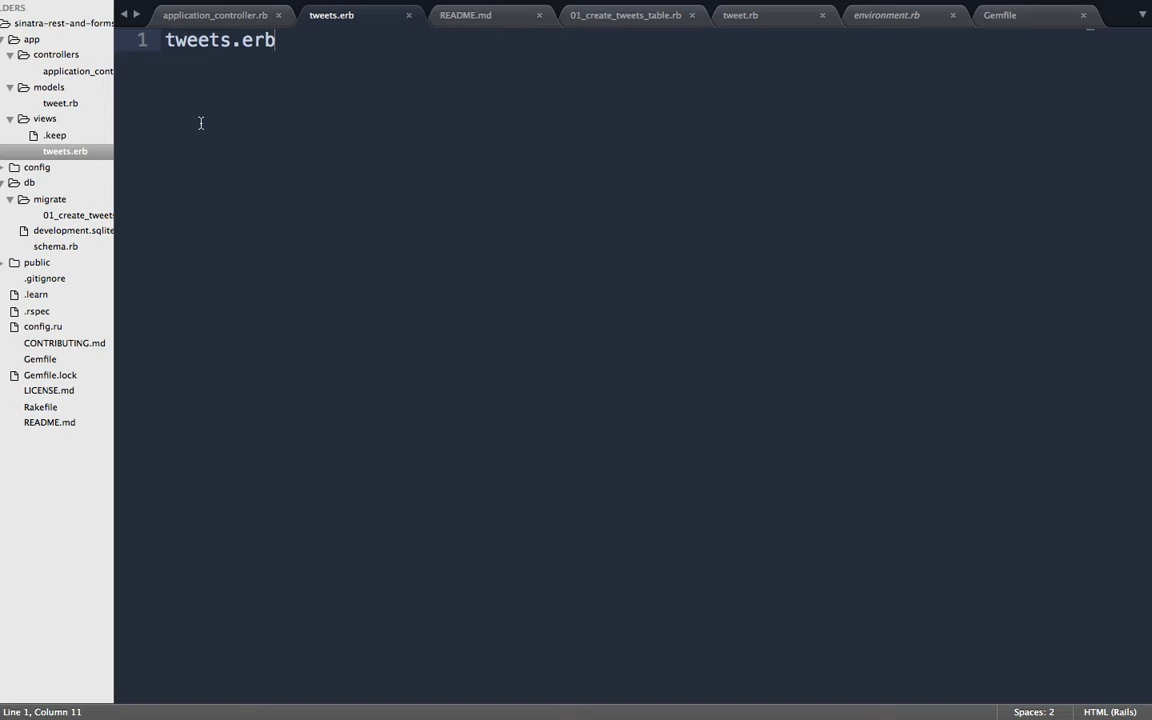 application_controller.rb × tweets.erb × README.md × 01_create_tweets_table.rb × tweet.rb × environment.rb × Gemfile ×
LDERS
sinatra-rest-and-forms
app
controllers
application_cont
models
tweet.rb
views
.keep
tweets.erb
config
db
migrate
01_create_tweets
development.sqlite
schema.rb
public
.gitignore
.learn
.rspec
config.ru
CONTRIBUTING.md
Gemfile
Gemfile.lock
LICENSE.md
Rakefile
README.md
1 tweets.erb
Line 1, Column 11 Spaces: 2 HTML (Rails)